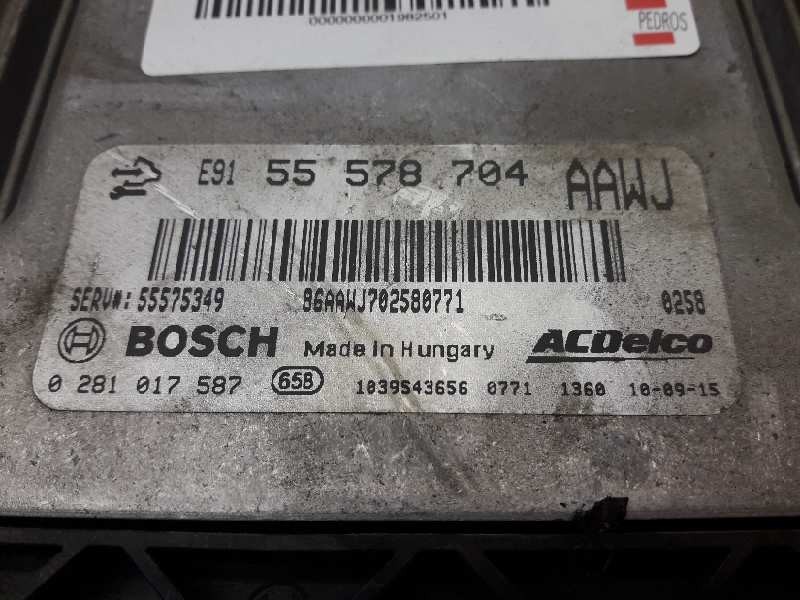 0000000001982501
PEDROS
E91 55 578 704 AAWJ
SERV#: 55575349 86AAWJ702580771 0258
BOSCH Made in Hungary ACDelco
0 281 017 587 65B 1039S43656 0771 1360 10-09-15